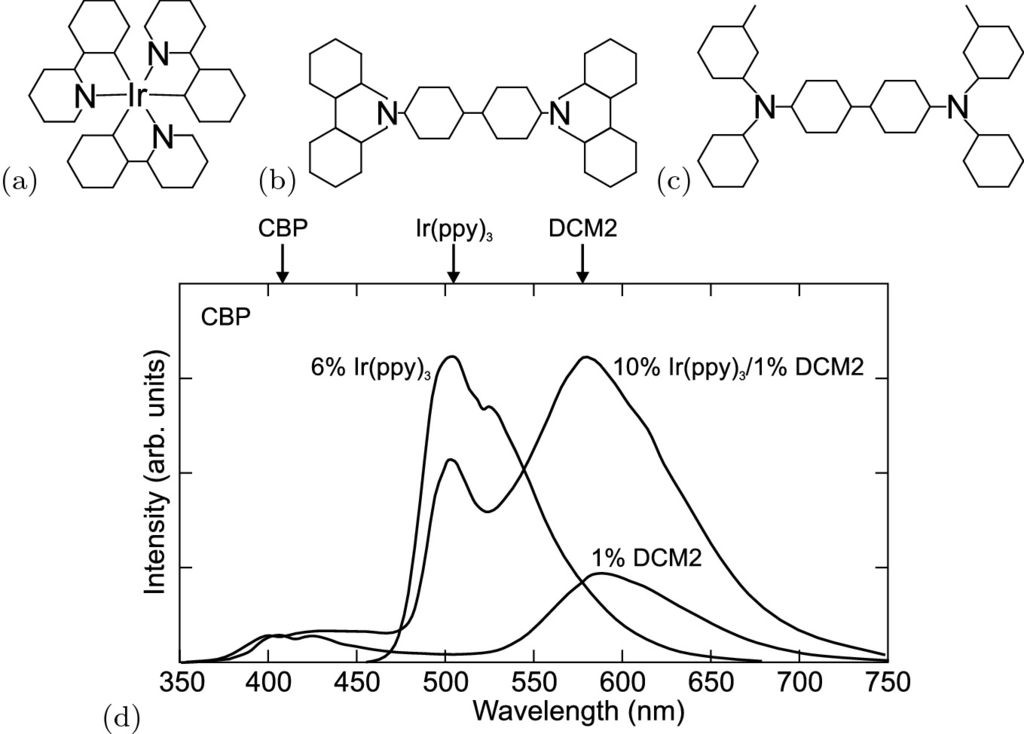 N
N
Ir
N
(a)
N
N
(b)
N
N
(c)
CBP
Ir(ppy)₃
DCM2
CBP
6% Ir(ppy)₃
10% Ir(ppy)₃/1% DCM2
1% DCM2
Intensity (arb. units)
350 400 450 500 550 600 650 700 750
Wavelength (nm)
(d)